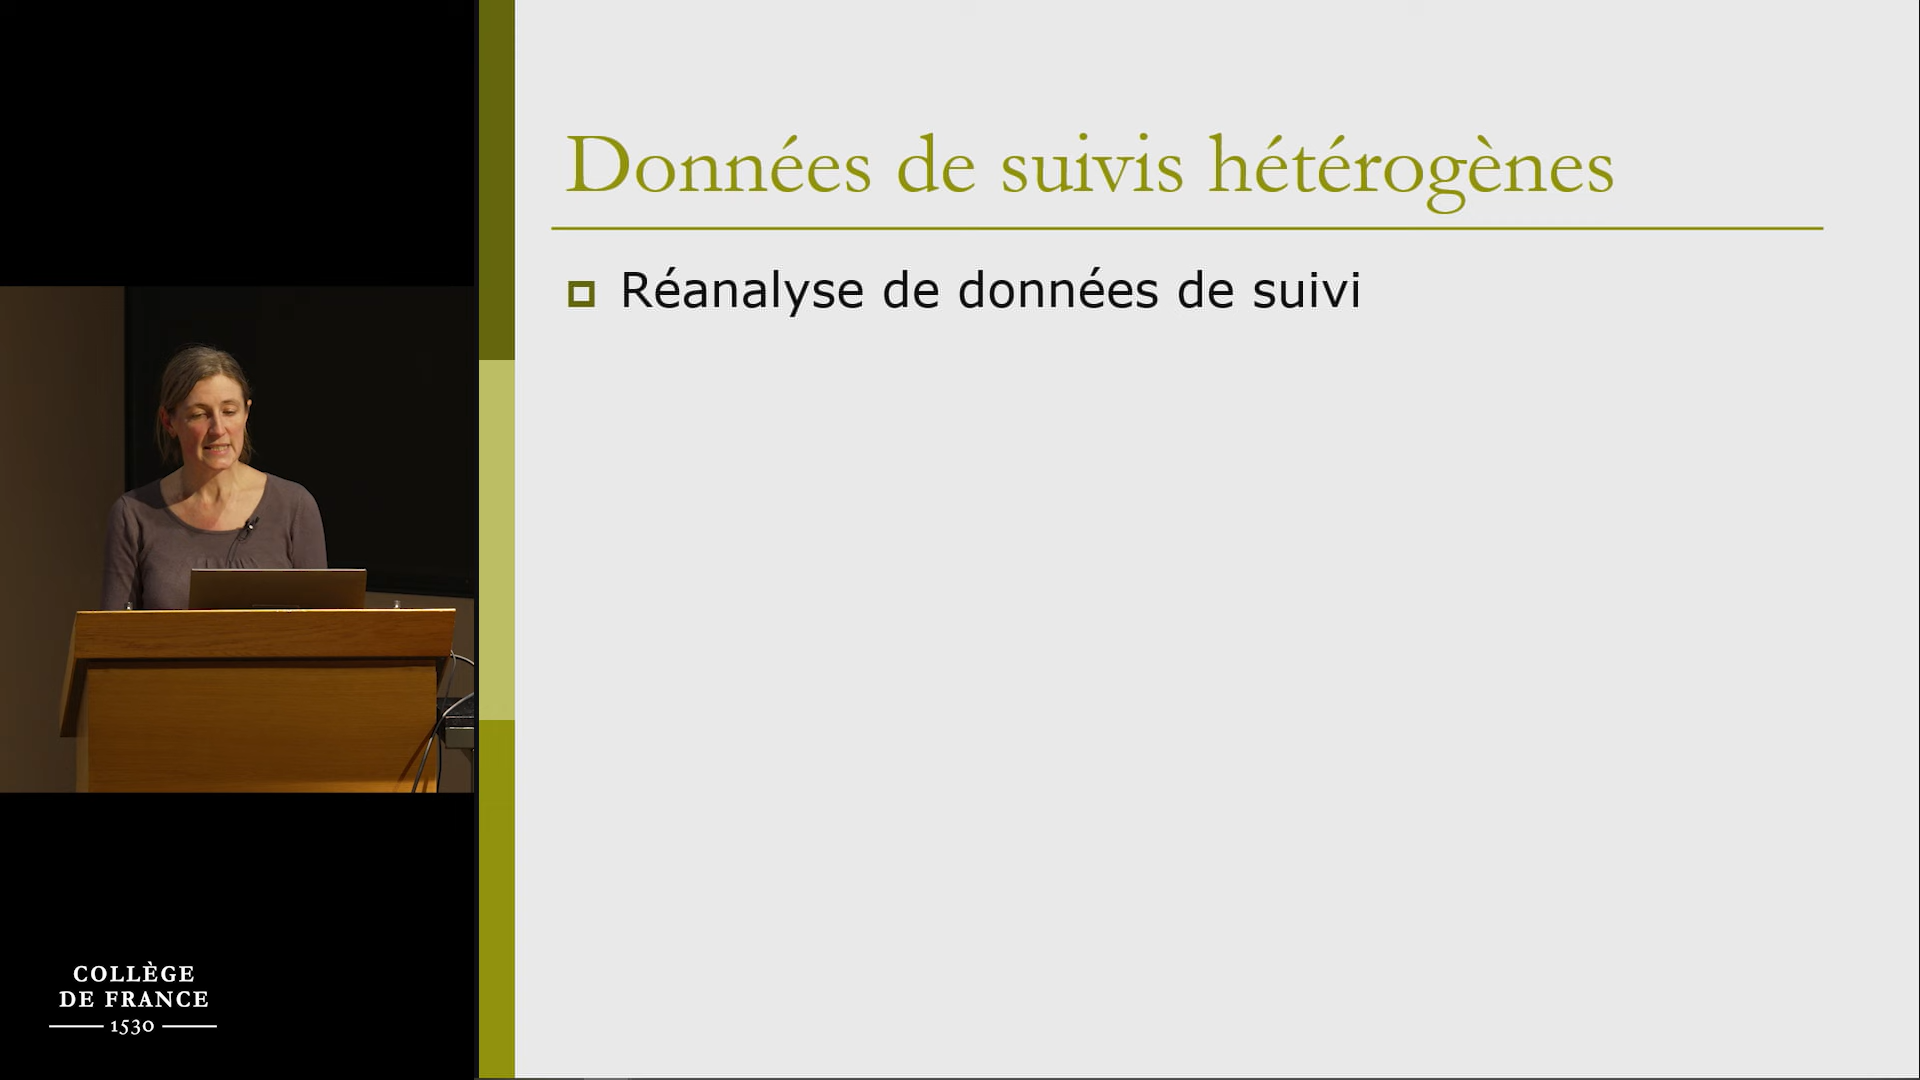 Données de suivis hétérogènes
Réanalyse de données de suivi
COLLÈGE
DE FRANCE
1530